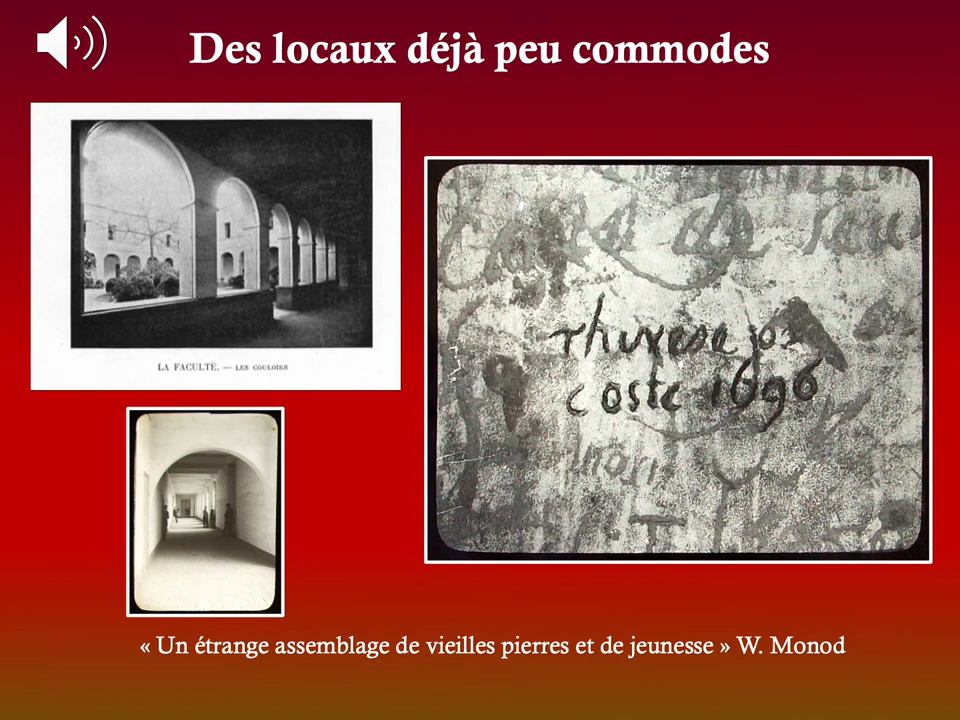 Des locaux déjà peu commodes
LA FACULTÉ. — LES COULOIRS
coste 1696
« Un étrange assemblage de vieilles pierres et de jeunesse » W. Monod